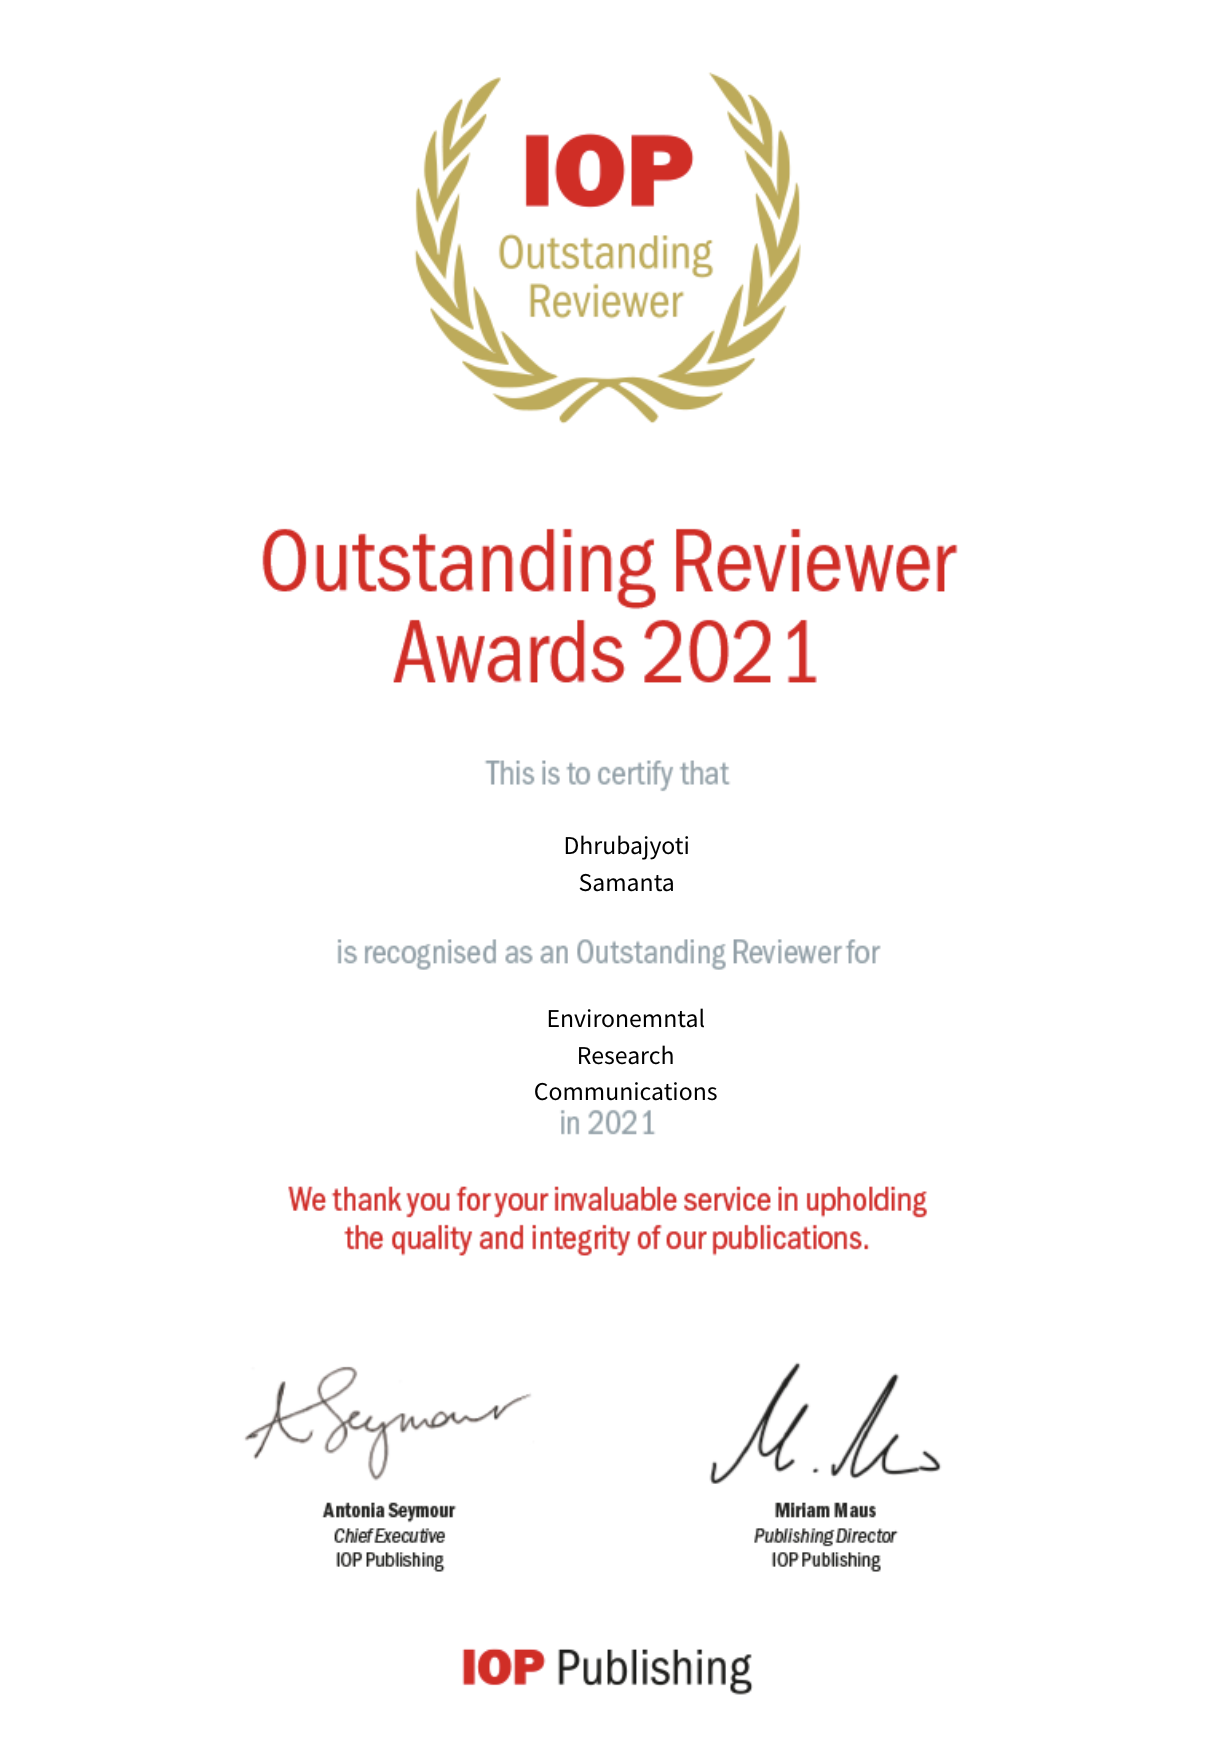 IOP
Outstanding
Reviewer
Outstanding Reviewer
Awards 2021
This is to certify that
Dhrubajyoti
Samanta
is recognised as an Outstanding Reviewer for
Environemntal
Research
Communications
in 2021
We thank you for your invaluable service in upholding
the quality and integrity of our publications.
A Seymour
M. Maus
Antonia Seymour
Chief Executive
IOP Publishing
Miriam Maus
Publishing Director
IOP Publishing
IOP Publishing